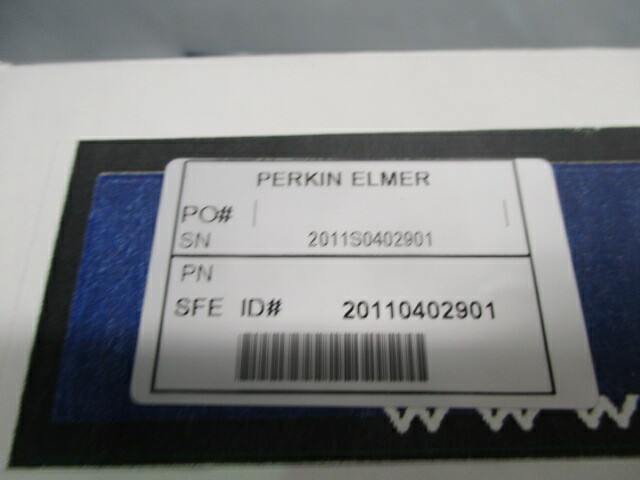 PERKIN ELMER
PO#
SN 2011S0402901
PN
SFE ID# 20110402901
W W W